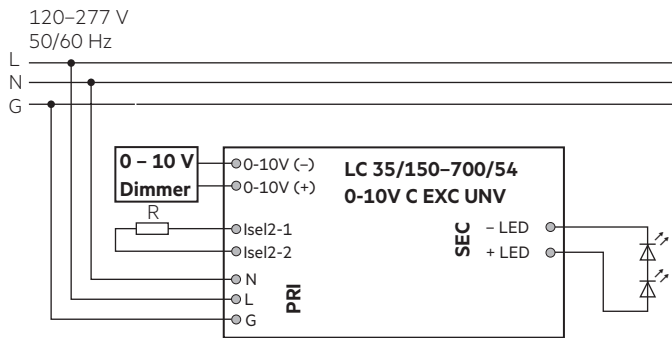 120–277 V
50/60 Hz
L
N
G
0 – 10 V
Dimmer
R
0-10V (–)
0-10V (+)
Isel2-1
Isel2-2
N
L
G
PRI
LC 35/150–700/54
0-10V C EXC UNV
SEC
– LED
+ LED